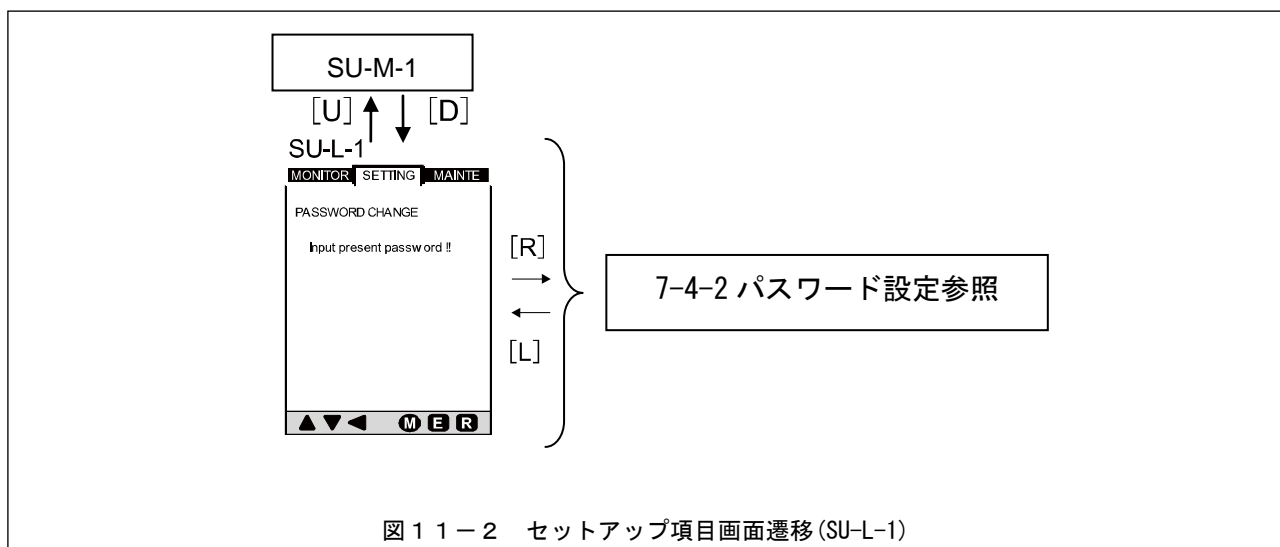 SU-M-1
[U] [D]
SU-L-1
MONITOR SETTING MAINTE
PASSWORD CHANGE
Input present password !!
[R]
[L]
7-4-2 パスワード設定参照
M E R
図11-2 セットアップ項目画面遷移(SU-L-1)